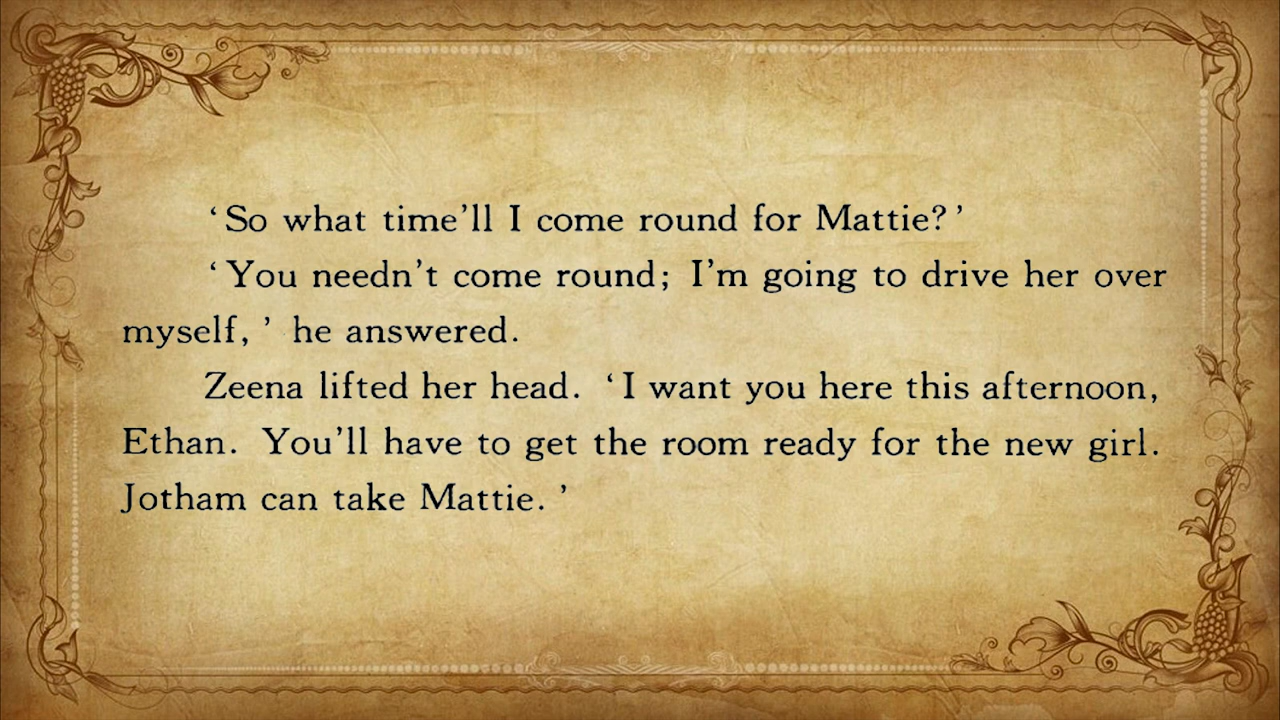 ‘So what time’ll I come round for Mattie?’
‘You needn’t come round; I’m going to drive her over
myself,’ he answered.
Zeena lifted her head. ‘I want you here this afternoon,
Ethan. You’ll have to get the room ready for the new girl.
Jotham can take Mattie.’